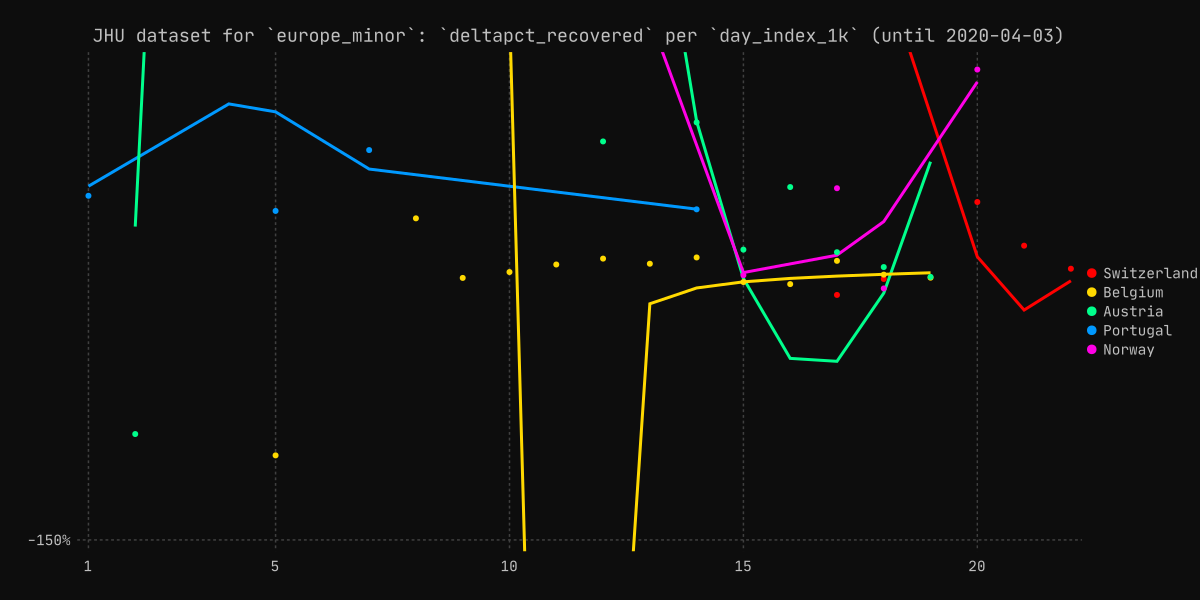 JHU dataset for `europe_minor`: `deltapct_recovered` per `day_index_1k` (until 2020-04-03)
Switzerland
Belgium
Austria
Portugal
Norway
-150%
1 5 10 15 20